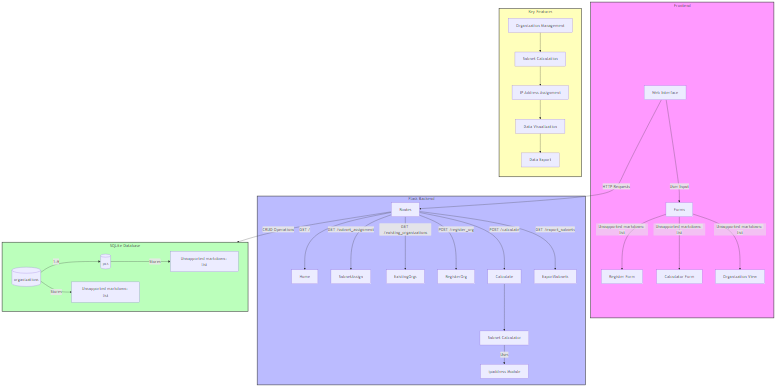 Key Features
Organization Management
Subnet Calculation
IP Address Assignment
Data Visualization
Data Export
Frontend
Web Interface
HTTP Requests
User Input
Forms
Unsupported markdown: list
Unsupported markdown: list
Unsupported markdown: list
Register Form
Calculator Form
Organization View
Flask Backend
Routes
CRUD Operations
GET /
GET /subnet_assignment
GET
/existing_organizations
POST /register_org
POST /calculate
GET /export_subnets
Home
SubnetAssign
ExistingOrgs
RegisterOrg
Calculate
ExportSubnets
Subnet Calculator
Uses
ipaddress Module
SQLite Database
organizations
Stores
Unsupported markdown:
list
Stores
Unsupported markdown:
list